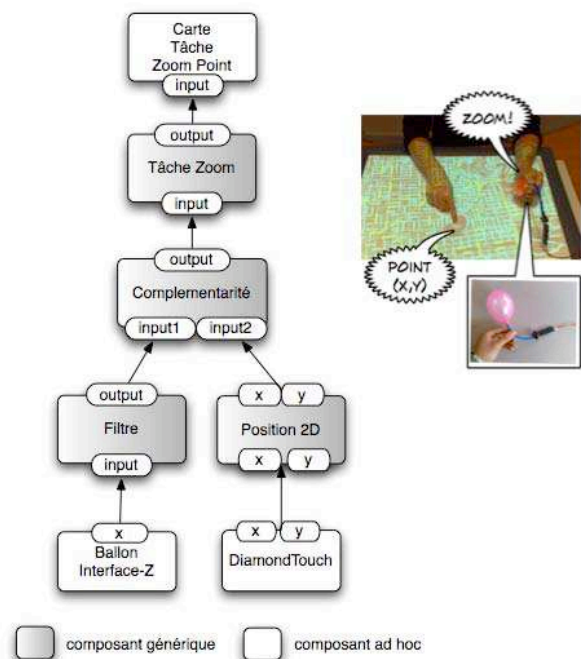 Carte
Tâche
Zoom Point
input
output
Tâche Zoom
input
output
Complementarité
input1 input2
output
Filtre
input
x
Ballon
Interface-Z
x y
Position 2D
x y
x y
DiamondTouch
ZOOM!
POINT
(X,Y)
composant générique
composant ad hoc